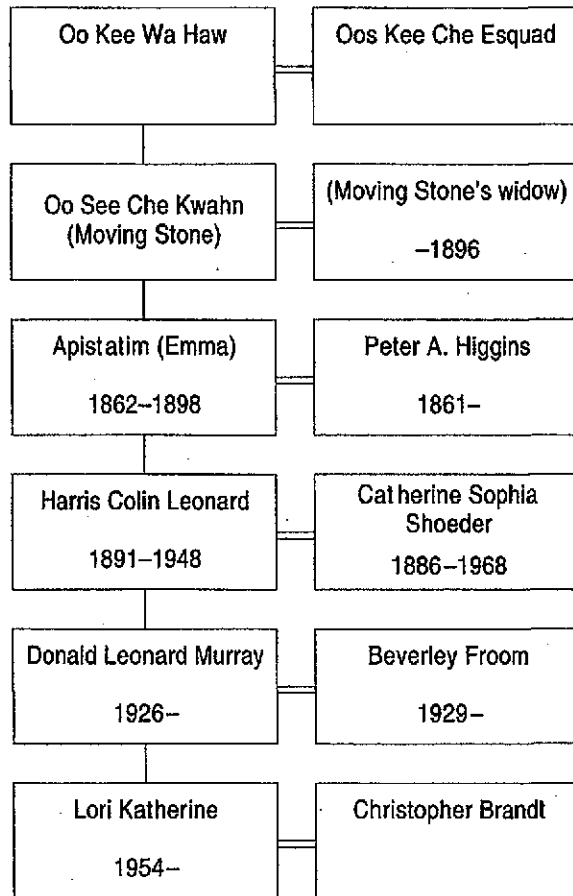 Oo Kee Wa Haw
Oos Kee Che Esquad
Oo See Che Kwahn
(Moving Stone)
(Moving Stone's widow)
–1896
Apistatim (Emma)
1862–1898
Peter A. Higgins
1861–
Harris Colin Leonard
1891–1948
Catherine Sophia
Shoeder
1886–1968
Donald Leonard Murray
1926–
Beverley Froom
1929–
Lori Katherine
1954–
Christopher Brandt